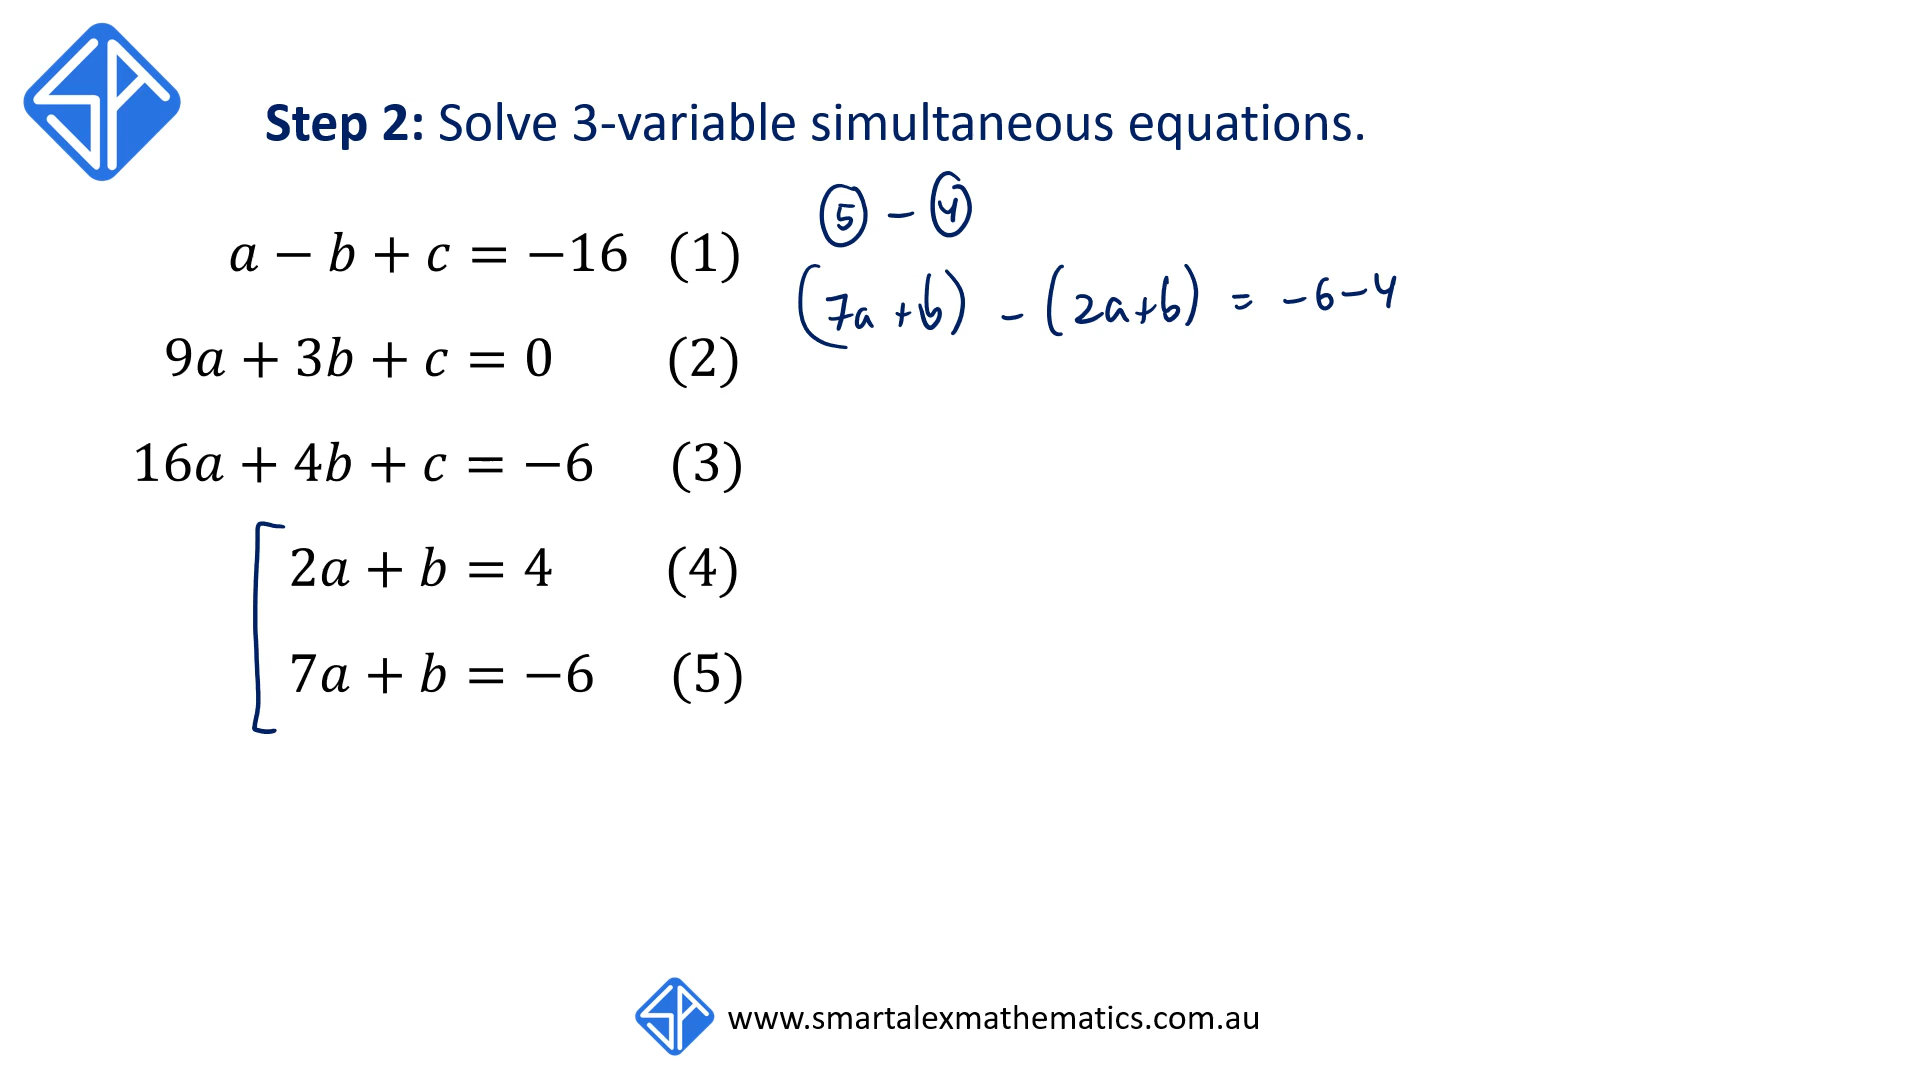 Step 2: Solve 3-variable simultaneous equations.
⑤ − ④
a − b + c = −16 (1)
(7a + b) − (2a + b) = −6 − 4
9a + 3b + c = 0 (2)
16a + 4b + c = −6 (3)
2a + b = 4 (4)
7a + b = −6 (5)
www.smartalexmathematics.com.au